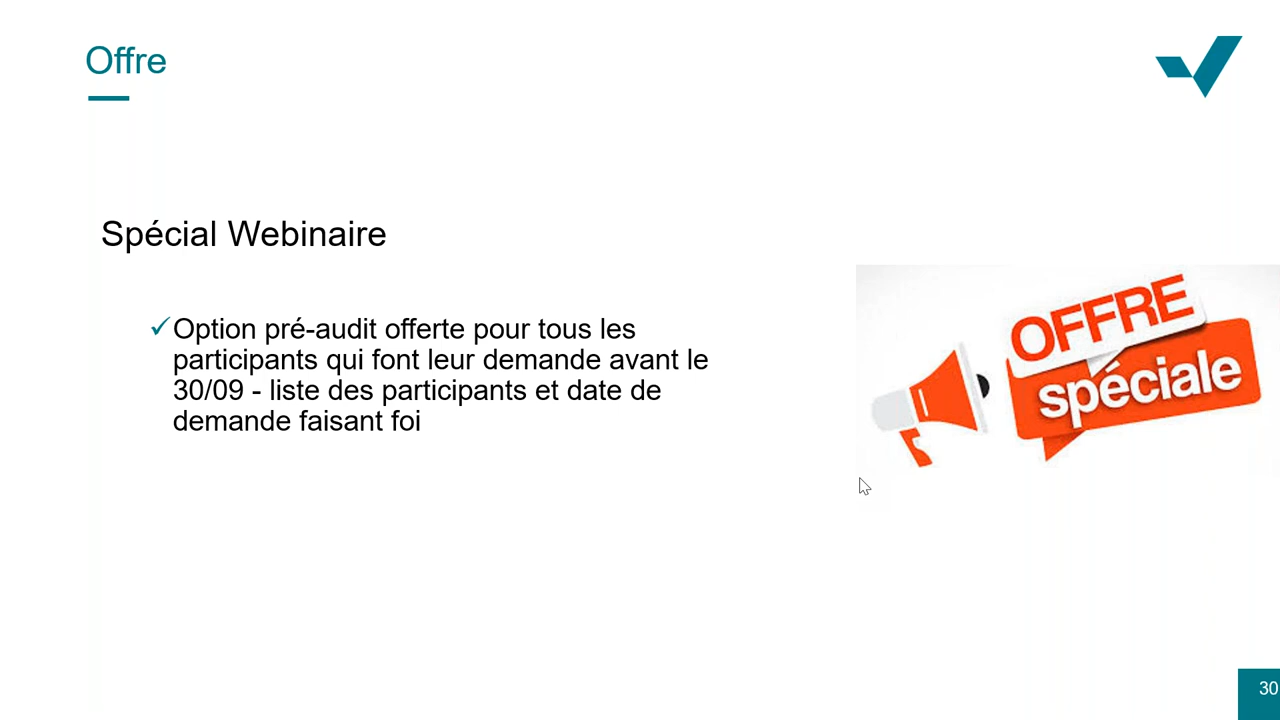 Offre
Spécial Webinaire
✓Option pré-audit offerte pour tous les
participants qui font leur demande avant le
30/09 - liste des participants et date de
demande faisant foi
OFFRE
spéciale
30